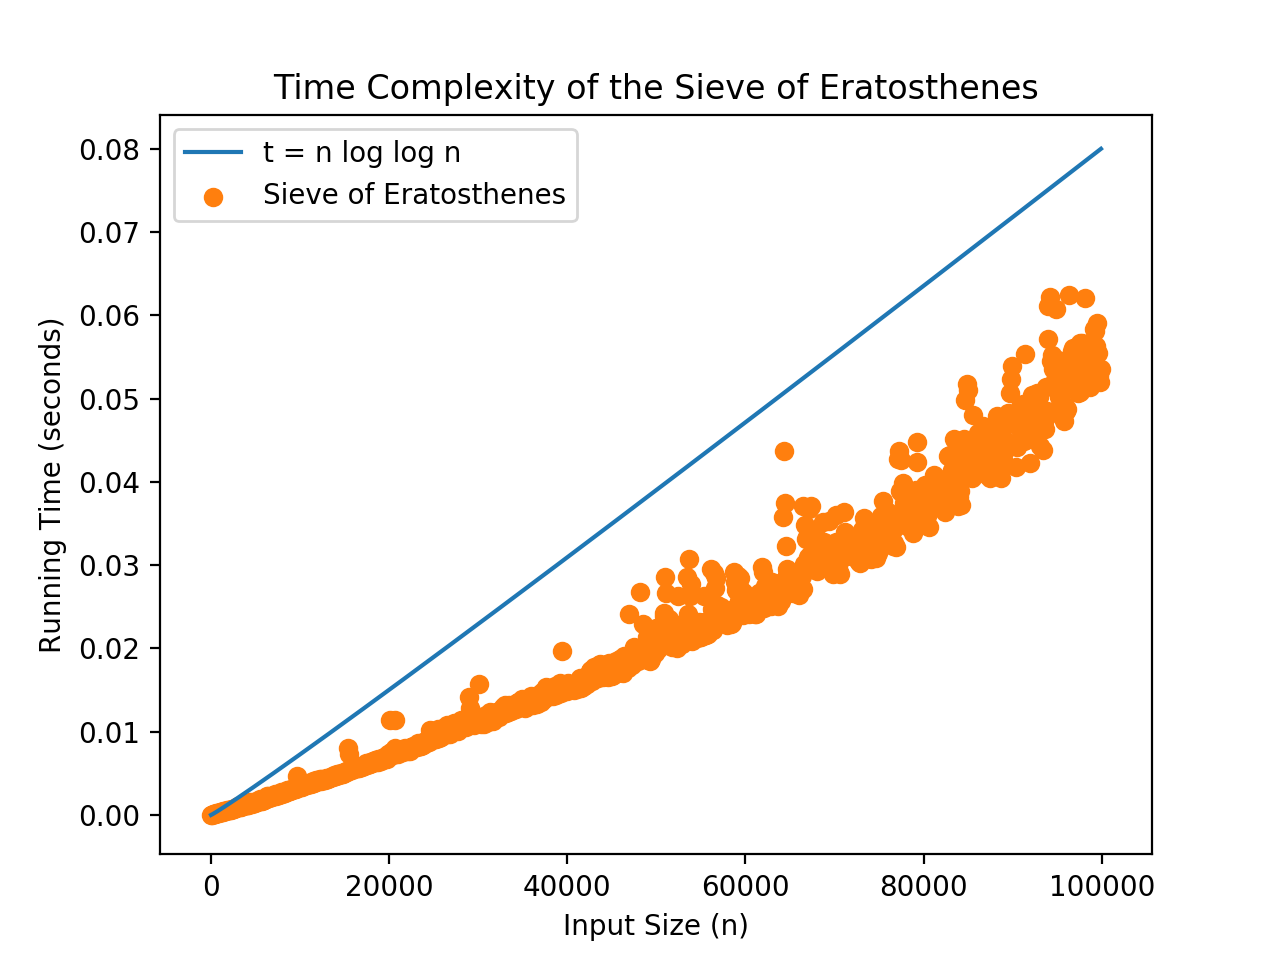 Time Complexity of the Sieve of Eratosthenes
t = n log log n
Sieve of Eratosthenes
0.08
0.07
0.06
0.05
0.04
0.03
0.02
0.01
0.00
Running Time (seconds)
0 20000 40000 60000 80000 100000
Input Size (n)